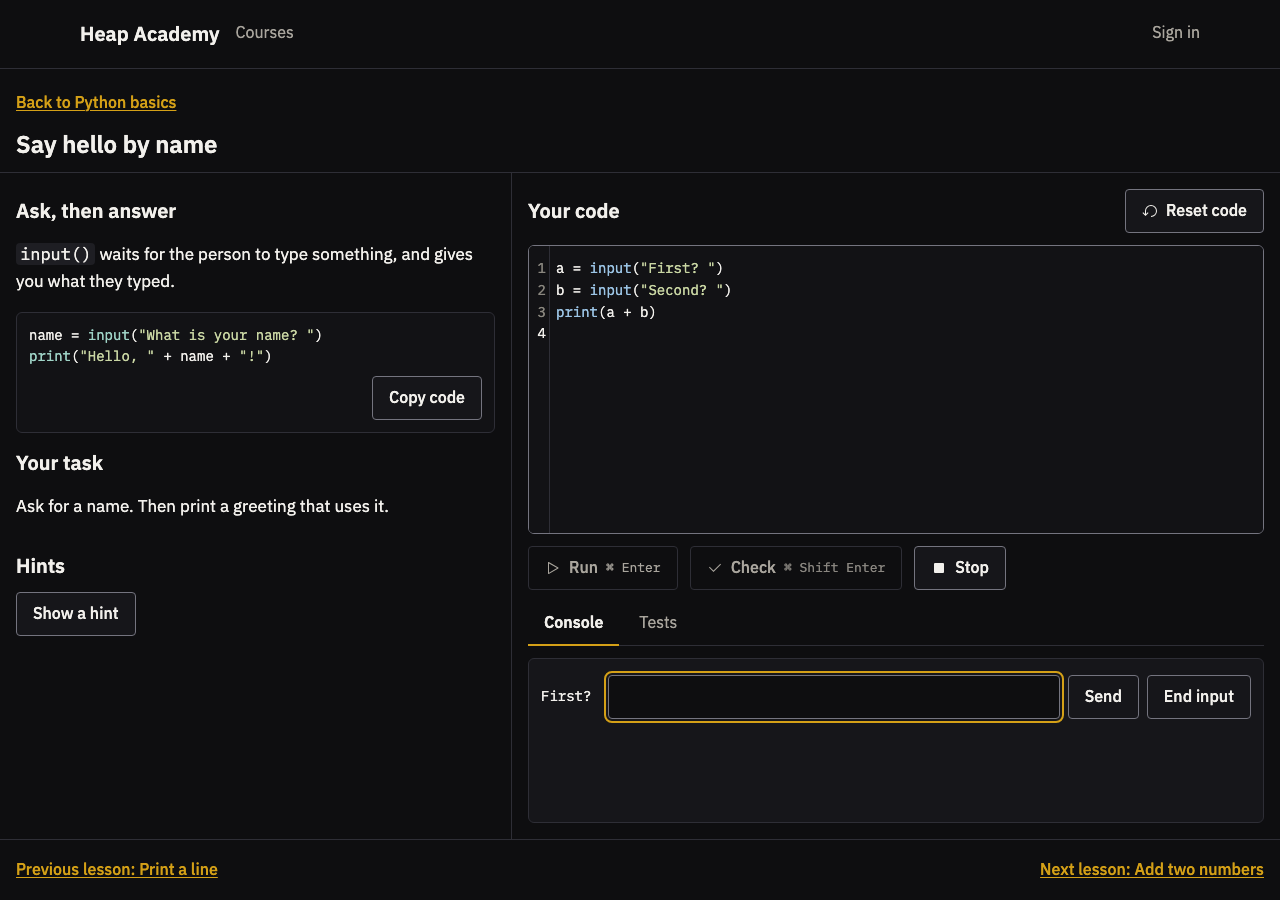 Heap Academy
Courses
Sign in
Back to Python basics
Say hello by name
Ask, then answer
input() waits for the person to type something, and gives
you what they typed.
name = input("What is your name? ")
print("Hello, " + name + "!")
Copy code
Your task
Ask for a name. Then print a greeting that uses it.
Hints
Show a hint
Your code
Reset code
1 a = input("First? ")
2 b = input("Second? ")
3 print(a + b)
4
Run ⌘ Enter
Check ⌘ Shift Enter
Stop
Console
Tests
First?
Send
End input
Previous lesson: Print a line
Next lesson: Add two numbers